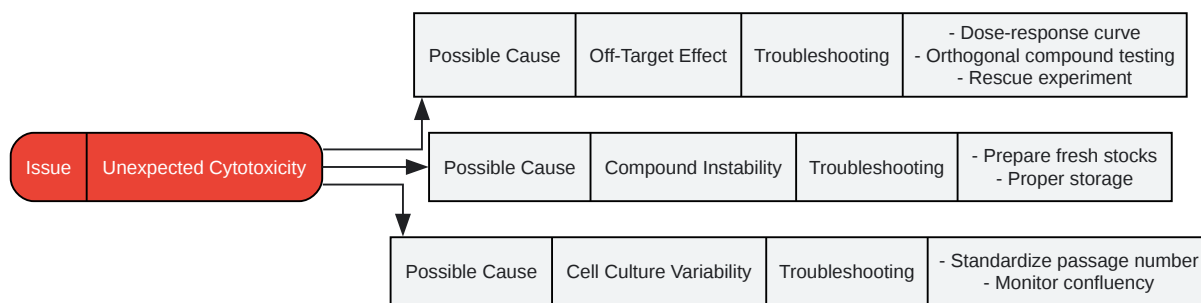 Possible Cause
Off-Target Effect
Troubleshooting
- Dose-response curve
- Orthogonal compound testing
- Rescue experiment
Issue
Unexpected Cytotoxicity
Possible Cause
Compound Instability
Troubleshooting
- Prepare fresh stocks
- Proper storage
Possible Cause
Cell Culture Variability
Troubleshooting
- Standardize passage number
- Monitor confluency